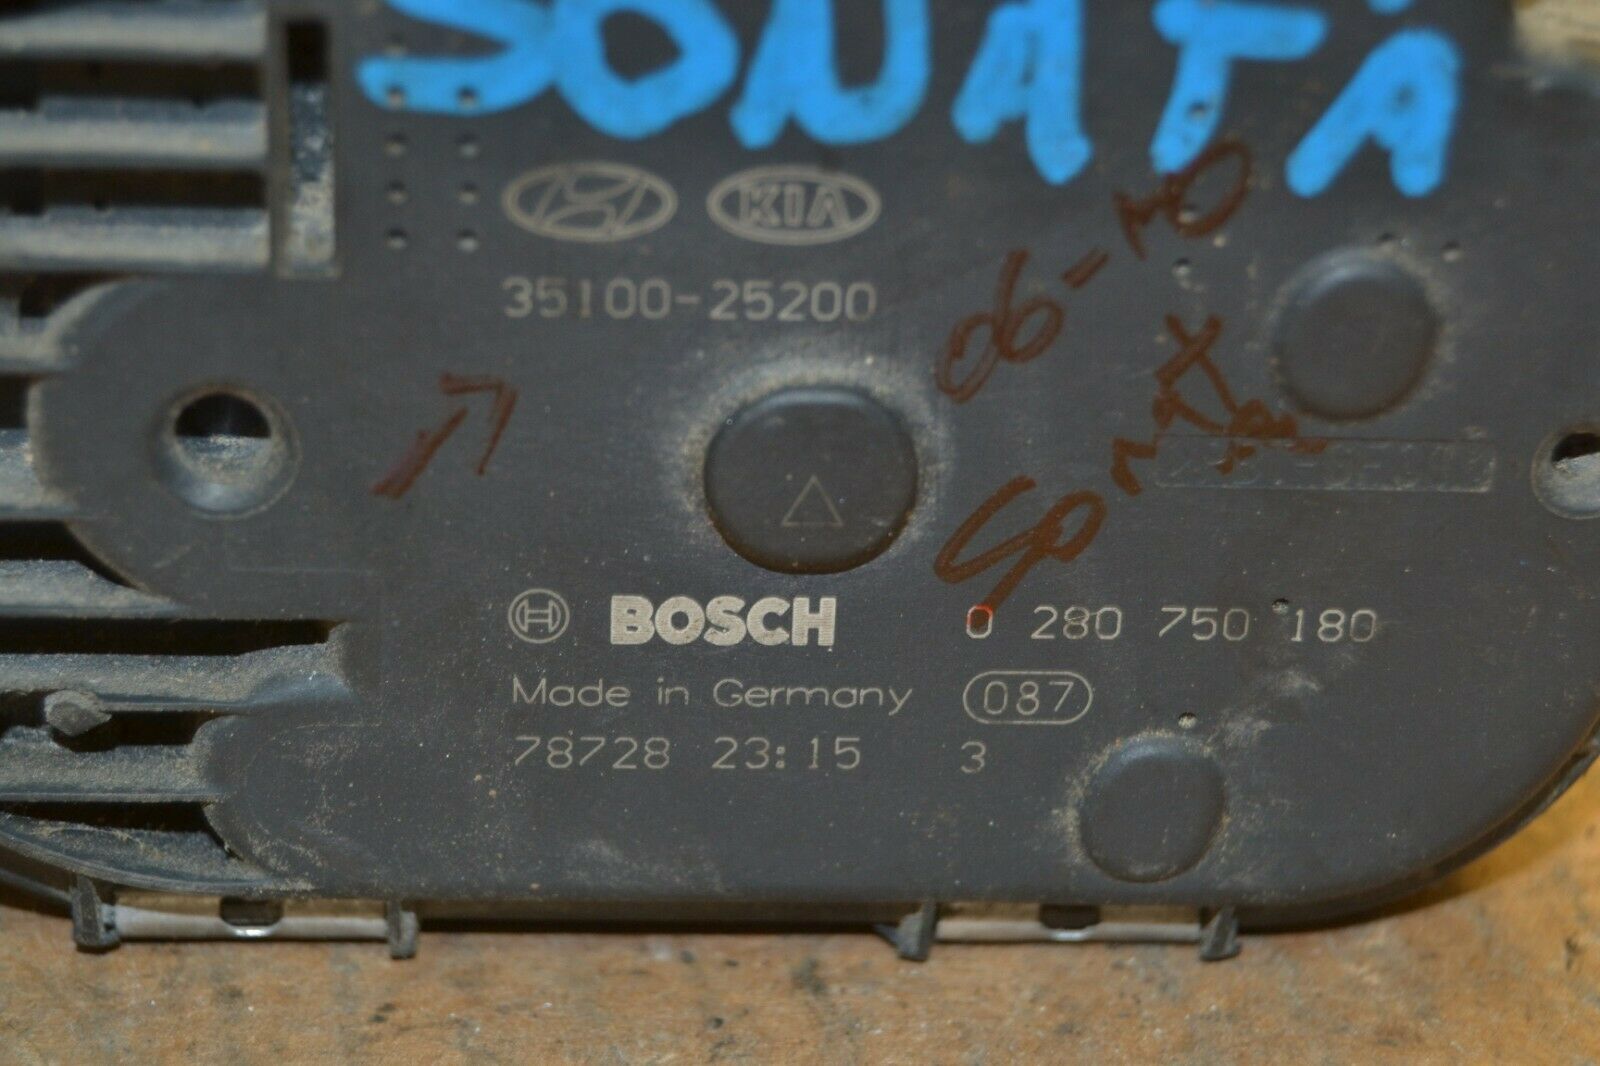 SONATA
KIA
35100-25200
06-10
BOSCH 0 280 750 180
Made in Germany 087
78728 23:15 3